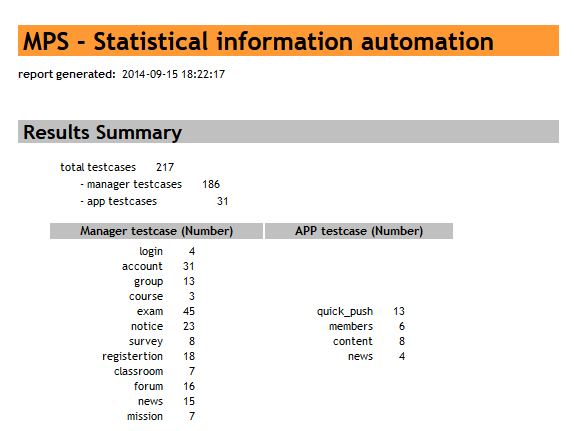 MPS - Statistical information automation
report generated: 2014-09-15 18:22:17
Results Summary
total testcases 217
- manager testcases 186
- app testcases 31
Manager testcase (Number) APP testcase (Number)
login 4
account 31
group 13
course 3
exam 45 quick_push 13
notice 23 members 6
survey 8 content 8
registertion 18 news 4
classroom 7
forum 16
news 15
mission 7